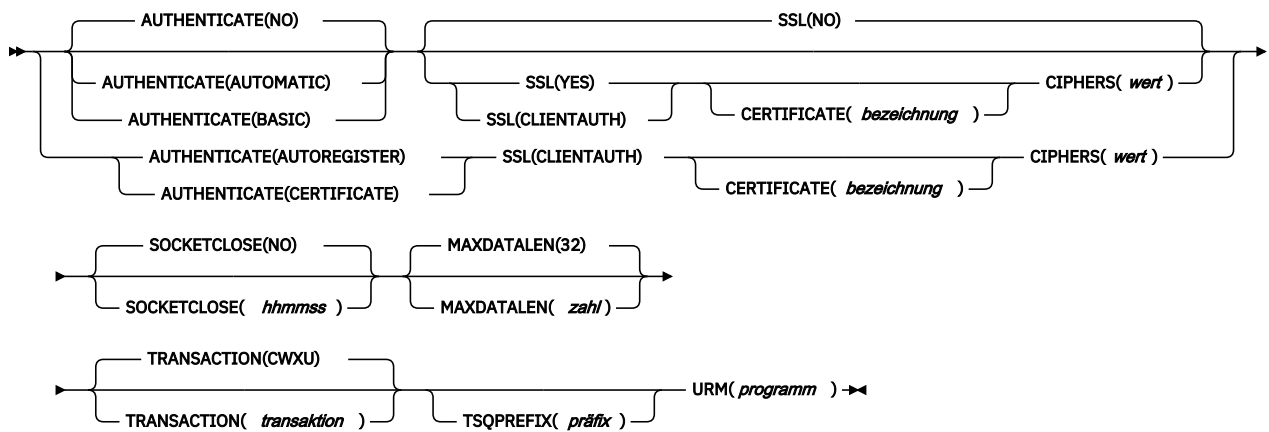 AUTHENTICATE(NO) SSL(NO)
AUTHENTICATE(AUTOMATIC) SSL(YES) CIPHERS( wert )
AUTHENTICATE(BASIC) SSL(CLIENTAUTH) CERTIFICATE( bezeichnung )
AUTHENTICATE(AUTOREGISTER) SSL(CLIENTAUTH) CIPHERS( wert )
AUTHENTICATE(CERTIFICATE) CERTIFICATE( bezeichnung )
SOCKETCLOSE(NO) MAXDATALEN(32)
SOCKETCLOSE( hhmmss ) MAXDATALEN( zahl )
TRANSACTION(CWXU)
URM( programm )
TRANSACTION( transaktion ) TSQPREFIX( präfix )